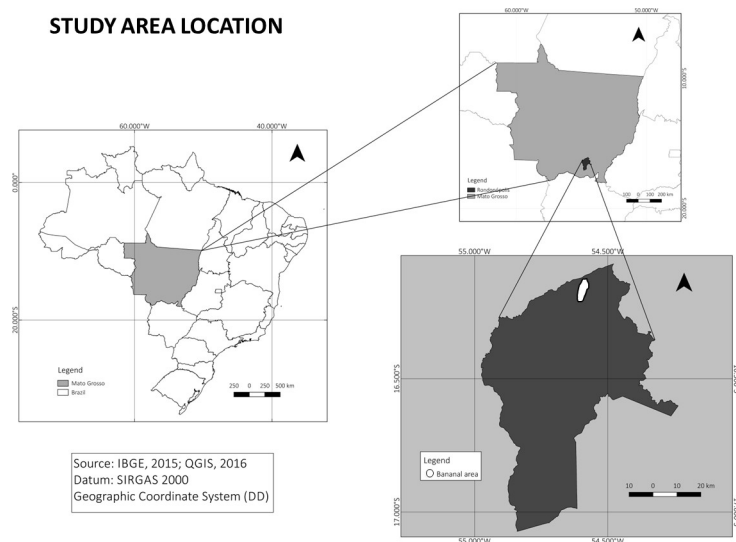 STUDY AREA LOCATION
60.000°W 40.000°W
0.000°
20.000°S
Legend
Mato Grosso
Brazil
250 0 250 500 km
60.000°W 50.000°W
10.000°S
20.000°S
Legend
Rondonópolis
Mato Grosso
100 0 100 200 km
55.000°W 54.500°W
16.500°S
17.000°S
Legend
Bananal area
10 0 10 20 km
55.000°W 54.500°W
Source: IBGE, 2015; QGIS, 2016
Datum: SIRGAS 2000
Geographic Coordinate System (DD)